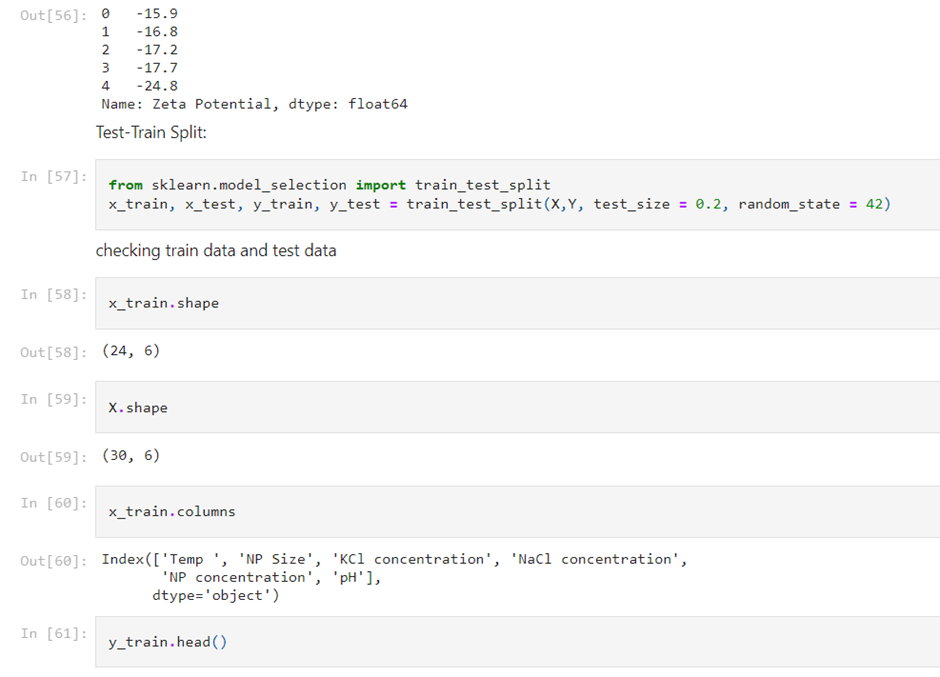 Out[56]: 0   -15.9
1   -16.8
2   -17.2
3   -17.7
4   -24.8
Name: Zeta Potential, dtype: float64
Test-Train Split:
In [57]: from sklearn.model_selection import train_test_split
x_train, x_test, y_train, y_test = train_test_split(X,Y, test_size = 0.2, random_state = 42)
checking train data and test data
In [58]: x_train.shape
Out[58]: (24, 6)
In [59]: X.shape
Out[59]: (30, 6)
In [60]: x_train.columns
Out[60]: Index(['Temp ', 'NP Size', 'KCl concentration', 'NaCl concentration',
'NP concentration', 'pH'],
dtype='object')
In [61]: y_train.head()